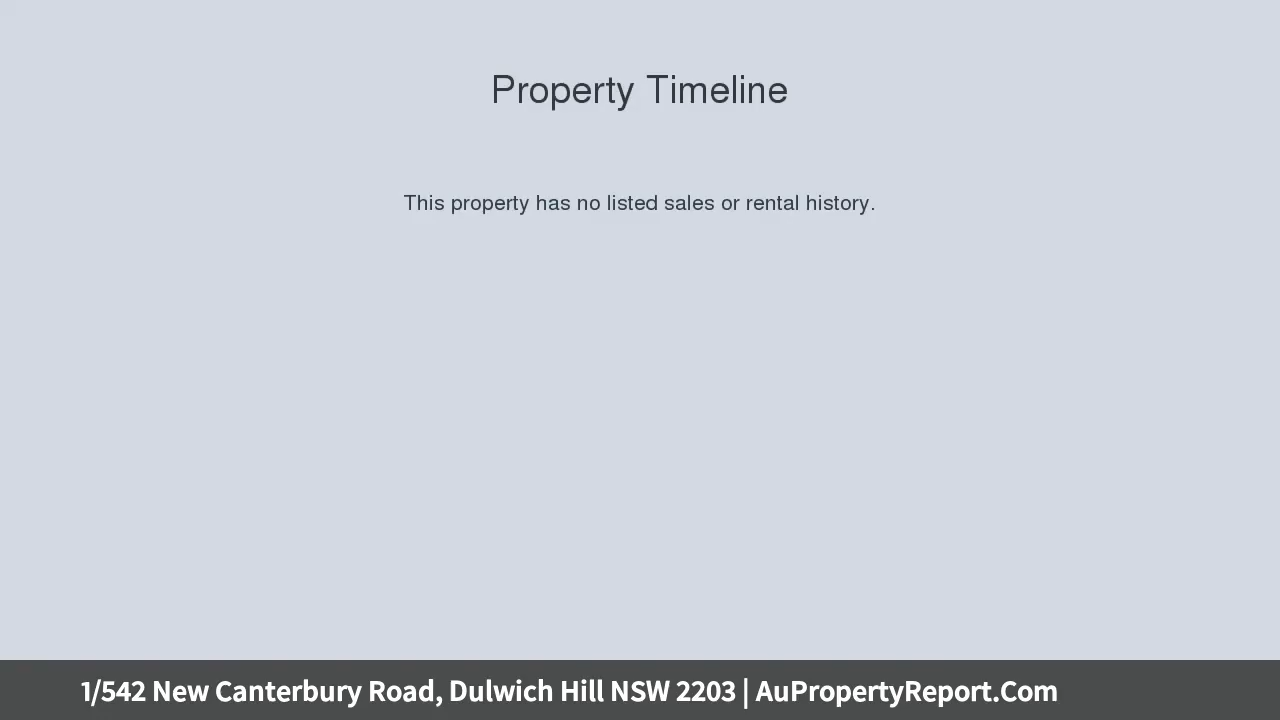 Property Timeline
This property has no listed sales or rental history.
1/542 New Canterbury Road, Dulwich Hill NSW 2203 | AuPropertyReport.Com